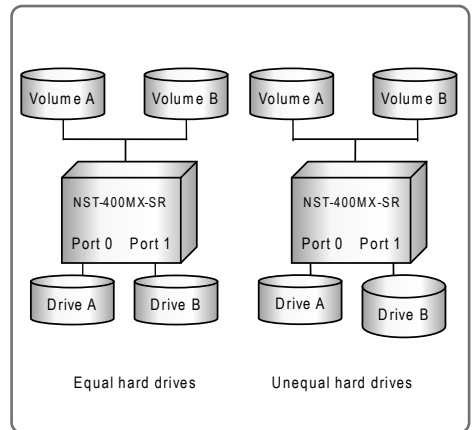 Volume A Volume B Volume A Volume B
NST-400MX-SR NST-400MX-SR
Port 0 Port 1 Port 0 Port 1
Drive A Drive B Drive A Drive B
Equal hard drives Unequal hard drives